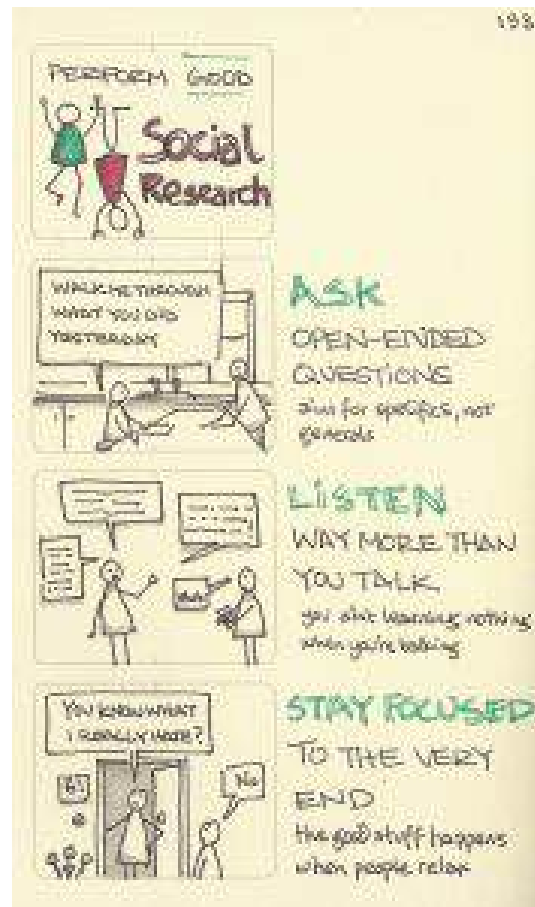 193
PERFORM GOOD
Social
Research
WALK ME THROUGH
WHAT YOU DID
YESTERDAY
ASK
OPEN-ENDED
QUESTIONS
aim for specifics, not
generals
LISTEN
WAY MORE THAN
YOU TALK
you ain't learning nothing
when you're talking
YOU KNOW WHAT
I REALLY HATE?
No
STAY FOCUSED
TO THE VERY
END
the good stuff happens
when people relax